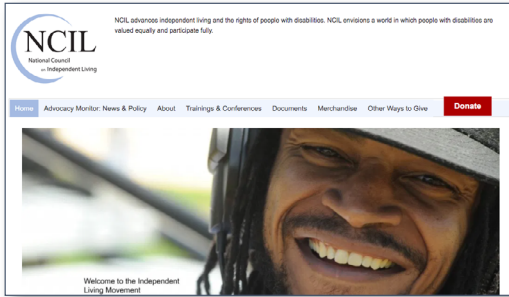 NCIL advances independent living and the rights of people with disabilities. NCIL envisions a world in which people with disabilities are
valued equally and participate fully.
NCIL
National Council
on Independent Living
Home Advocacy Monitor: News & Policy About Trainings & Conferences Documents Merchandise Other Ways to Give Donate
Welcome to the Independent
Living Movement